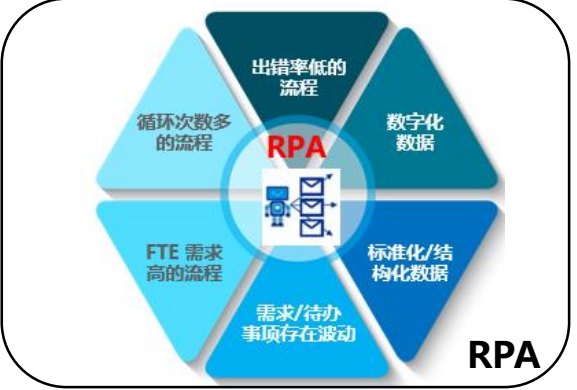 出错率低的
流程
数字化
数据
标准化/结
构化数据
需求/待办
事项存在波动
FTE 需求
高的流程
循环次数多
的流程
RPA
RPA